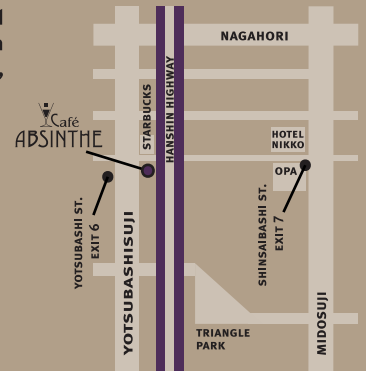 NAGAHORI
HANSHIN HIGHWAY
STARBUCKS
Café
ABSINTHE
HOTEL
NIKKO
OPA
YOTSUBASHI ST.
EXIT 6
YOTSUBASHISUJI
SHINSAIBASHI ST.
EXIT 7
MIDOSUJI
TRIANGLE
PARK